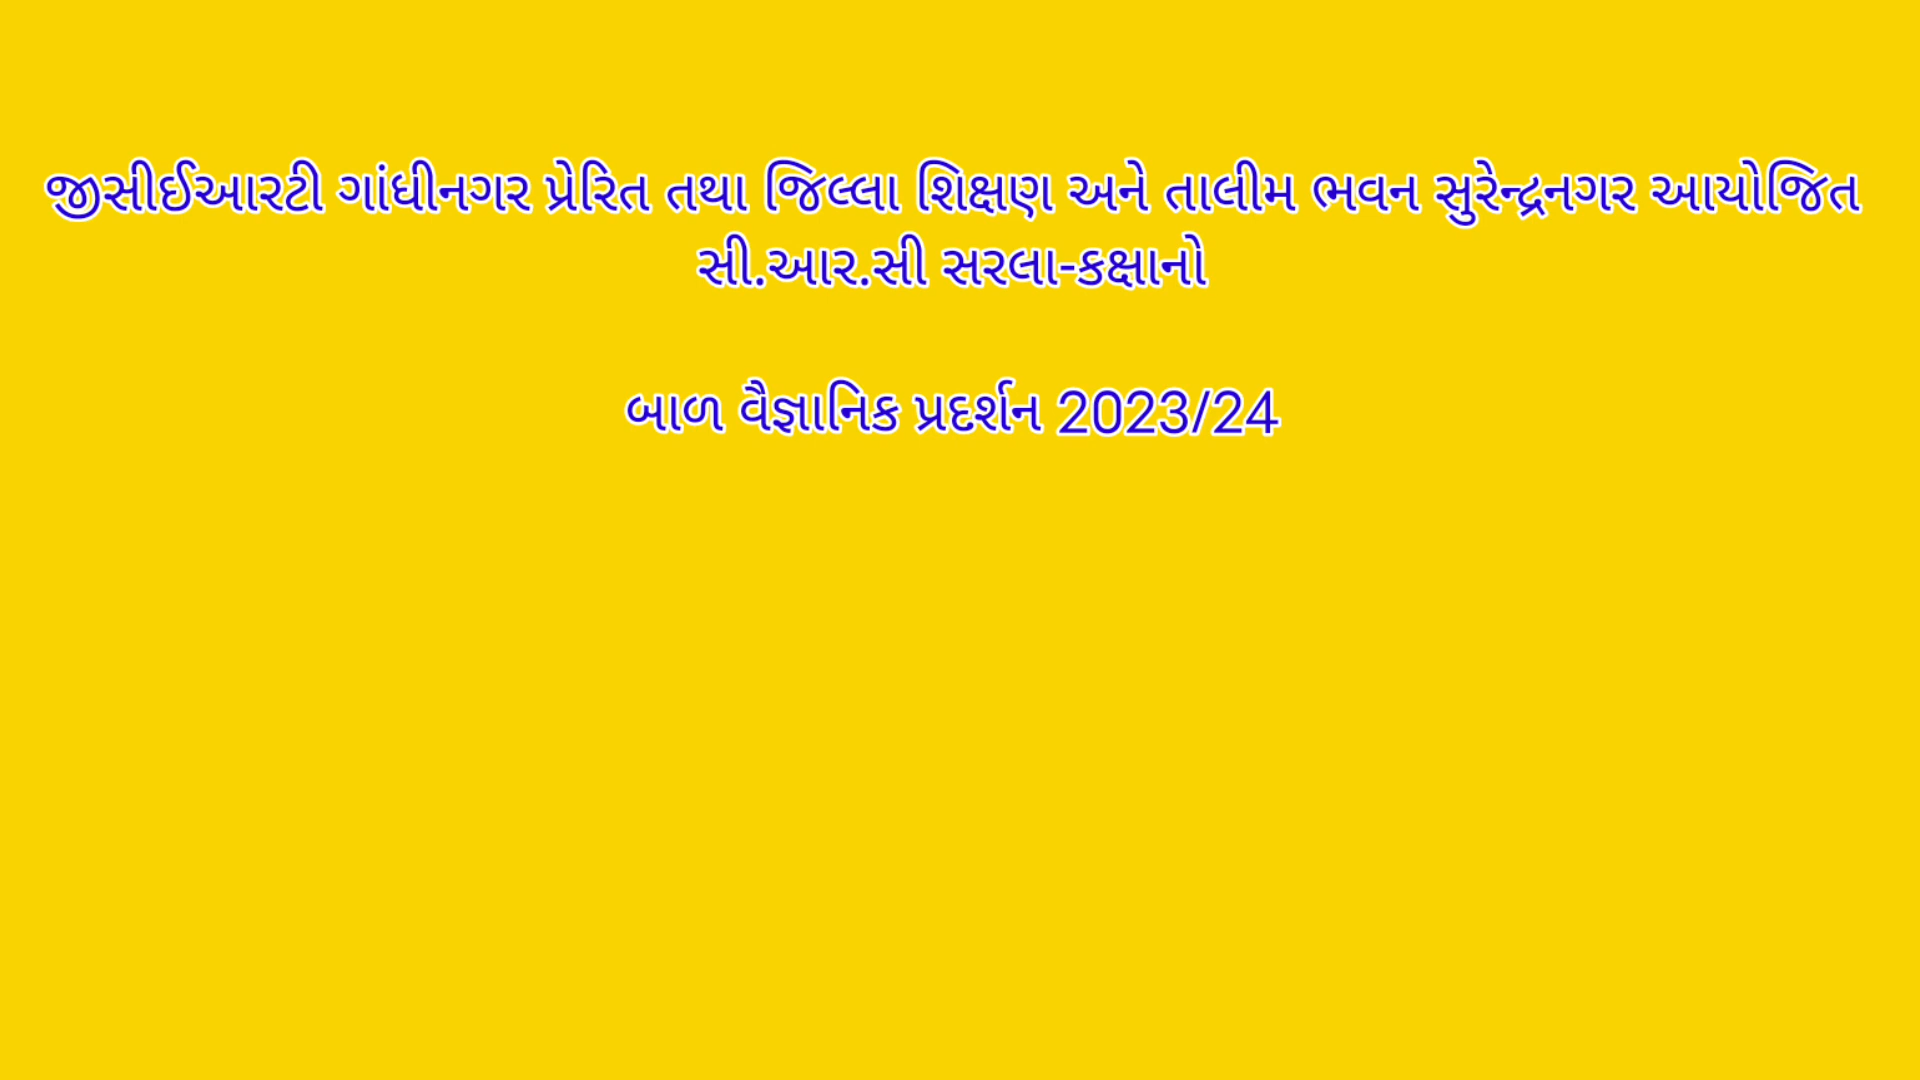 જીસીઈઆરટી ગાંધીનગર પ્રેરિત તથા જિલ્લા શિક્ષણ અને તાલીમ ભવન સુરેન્દ્રનગર આયોજિત
સી.આર.સી સરલા-કક્ષાનો
બાળ વૈજ્ઞાનિક પ્રદર્શન 2023/24